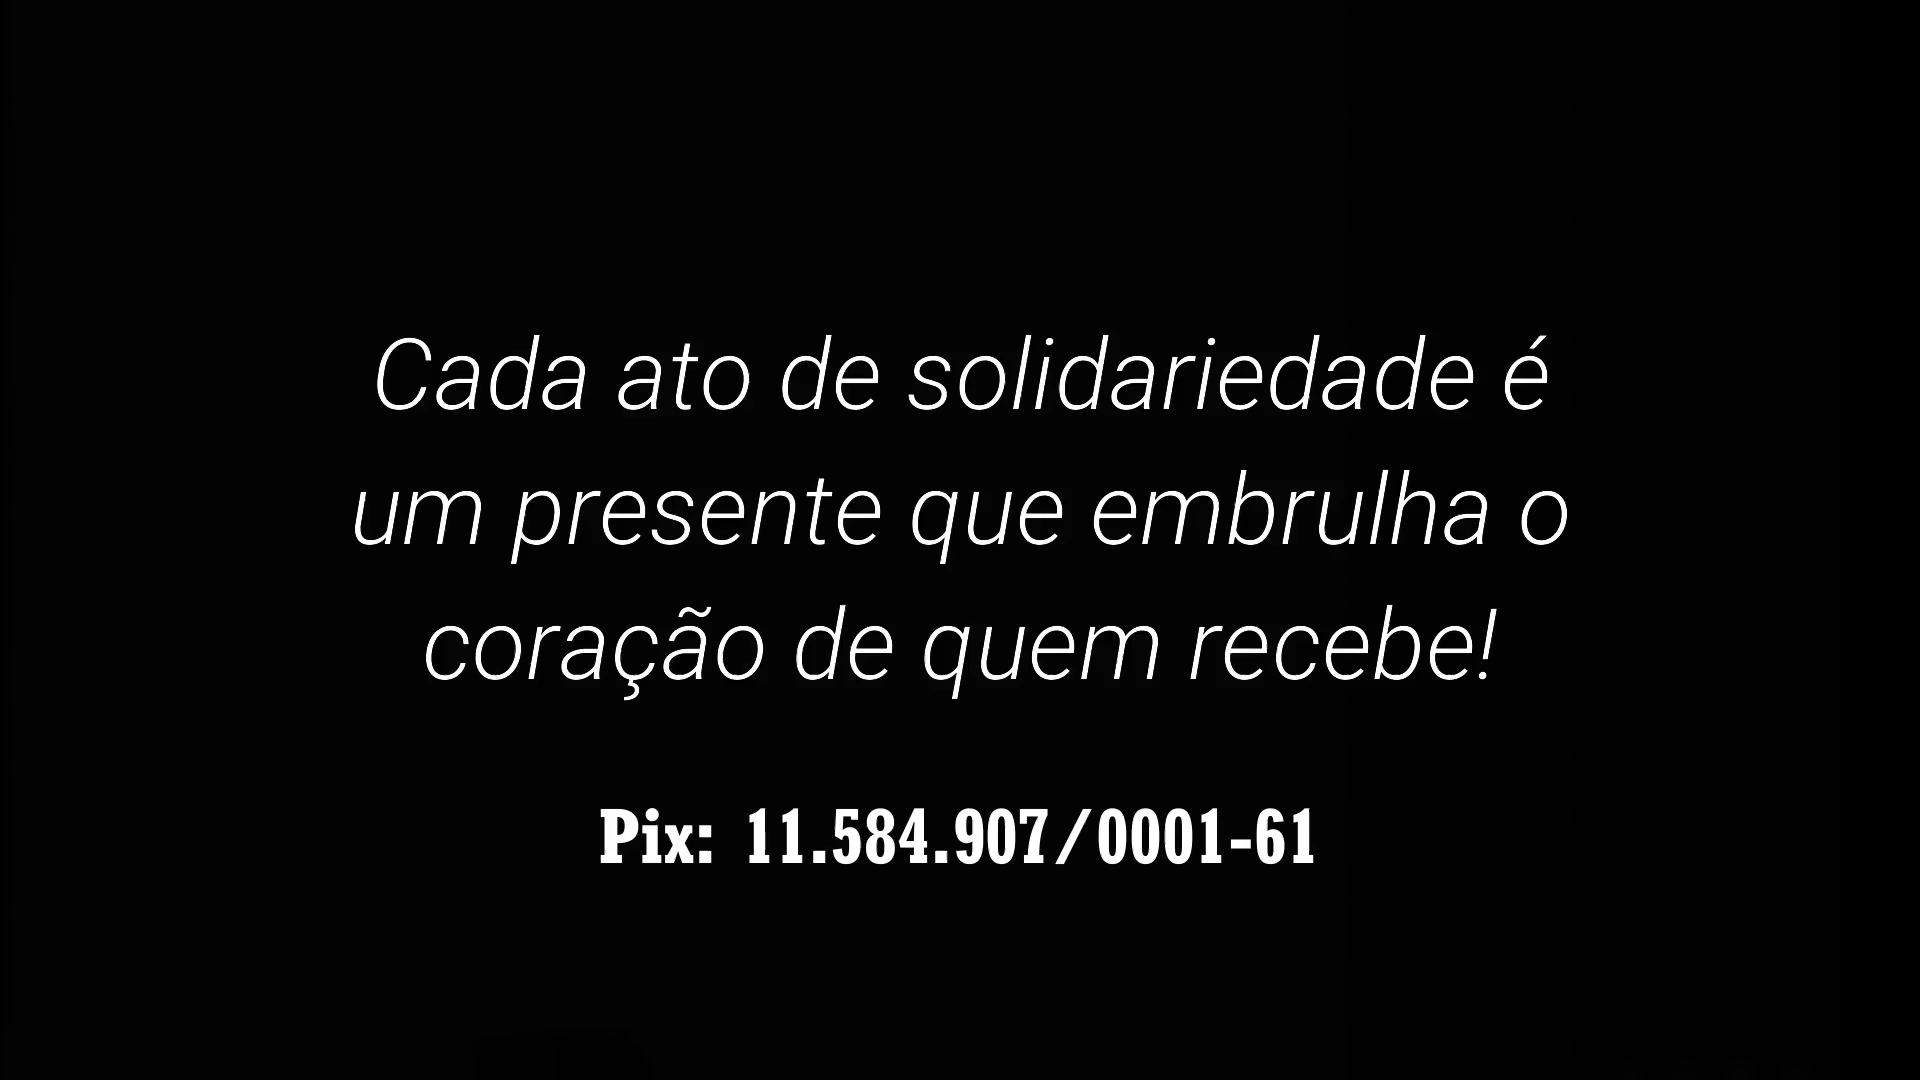 Cada ato de solidariedade é
um presente que embrulha o
coração de quem recebe!
Pix: 11.584.907/0001-61